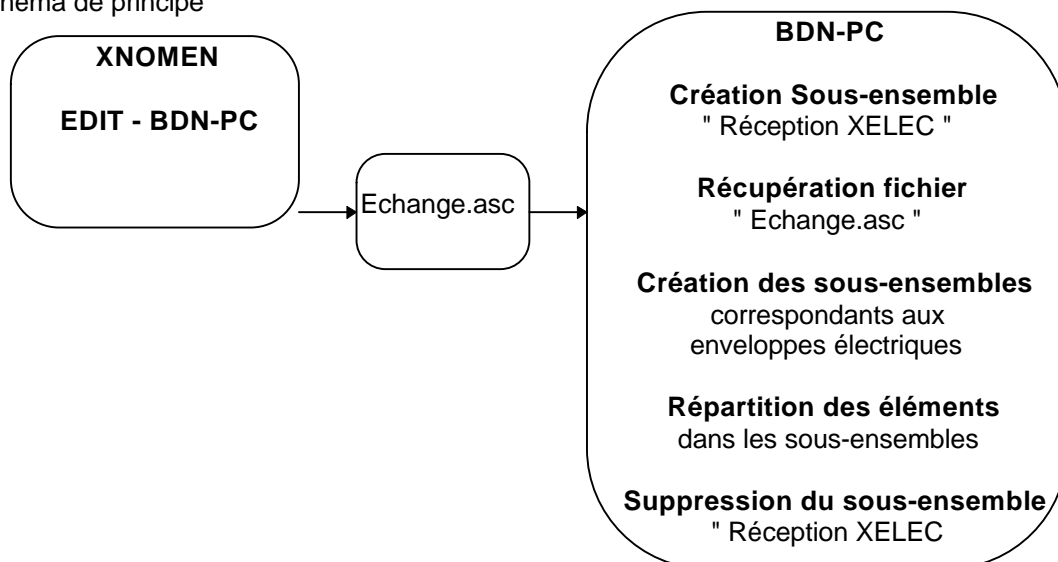 héma de principe
XNOMEN
EDIT - BDN-PC
Echange.asc
BDN-PC
Création Sous-ensemble
" Réception XELEC "
Récupération fichier
" Echange.asc "
Création des sous-ensembles
correspondants aux
enveloppes électriques
Répartition des éléments
dans les sous-ensembles
Suppression du sous-ensemble
" Réception XELEC